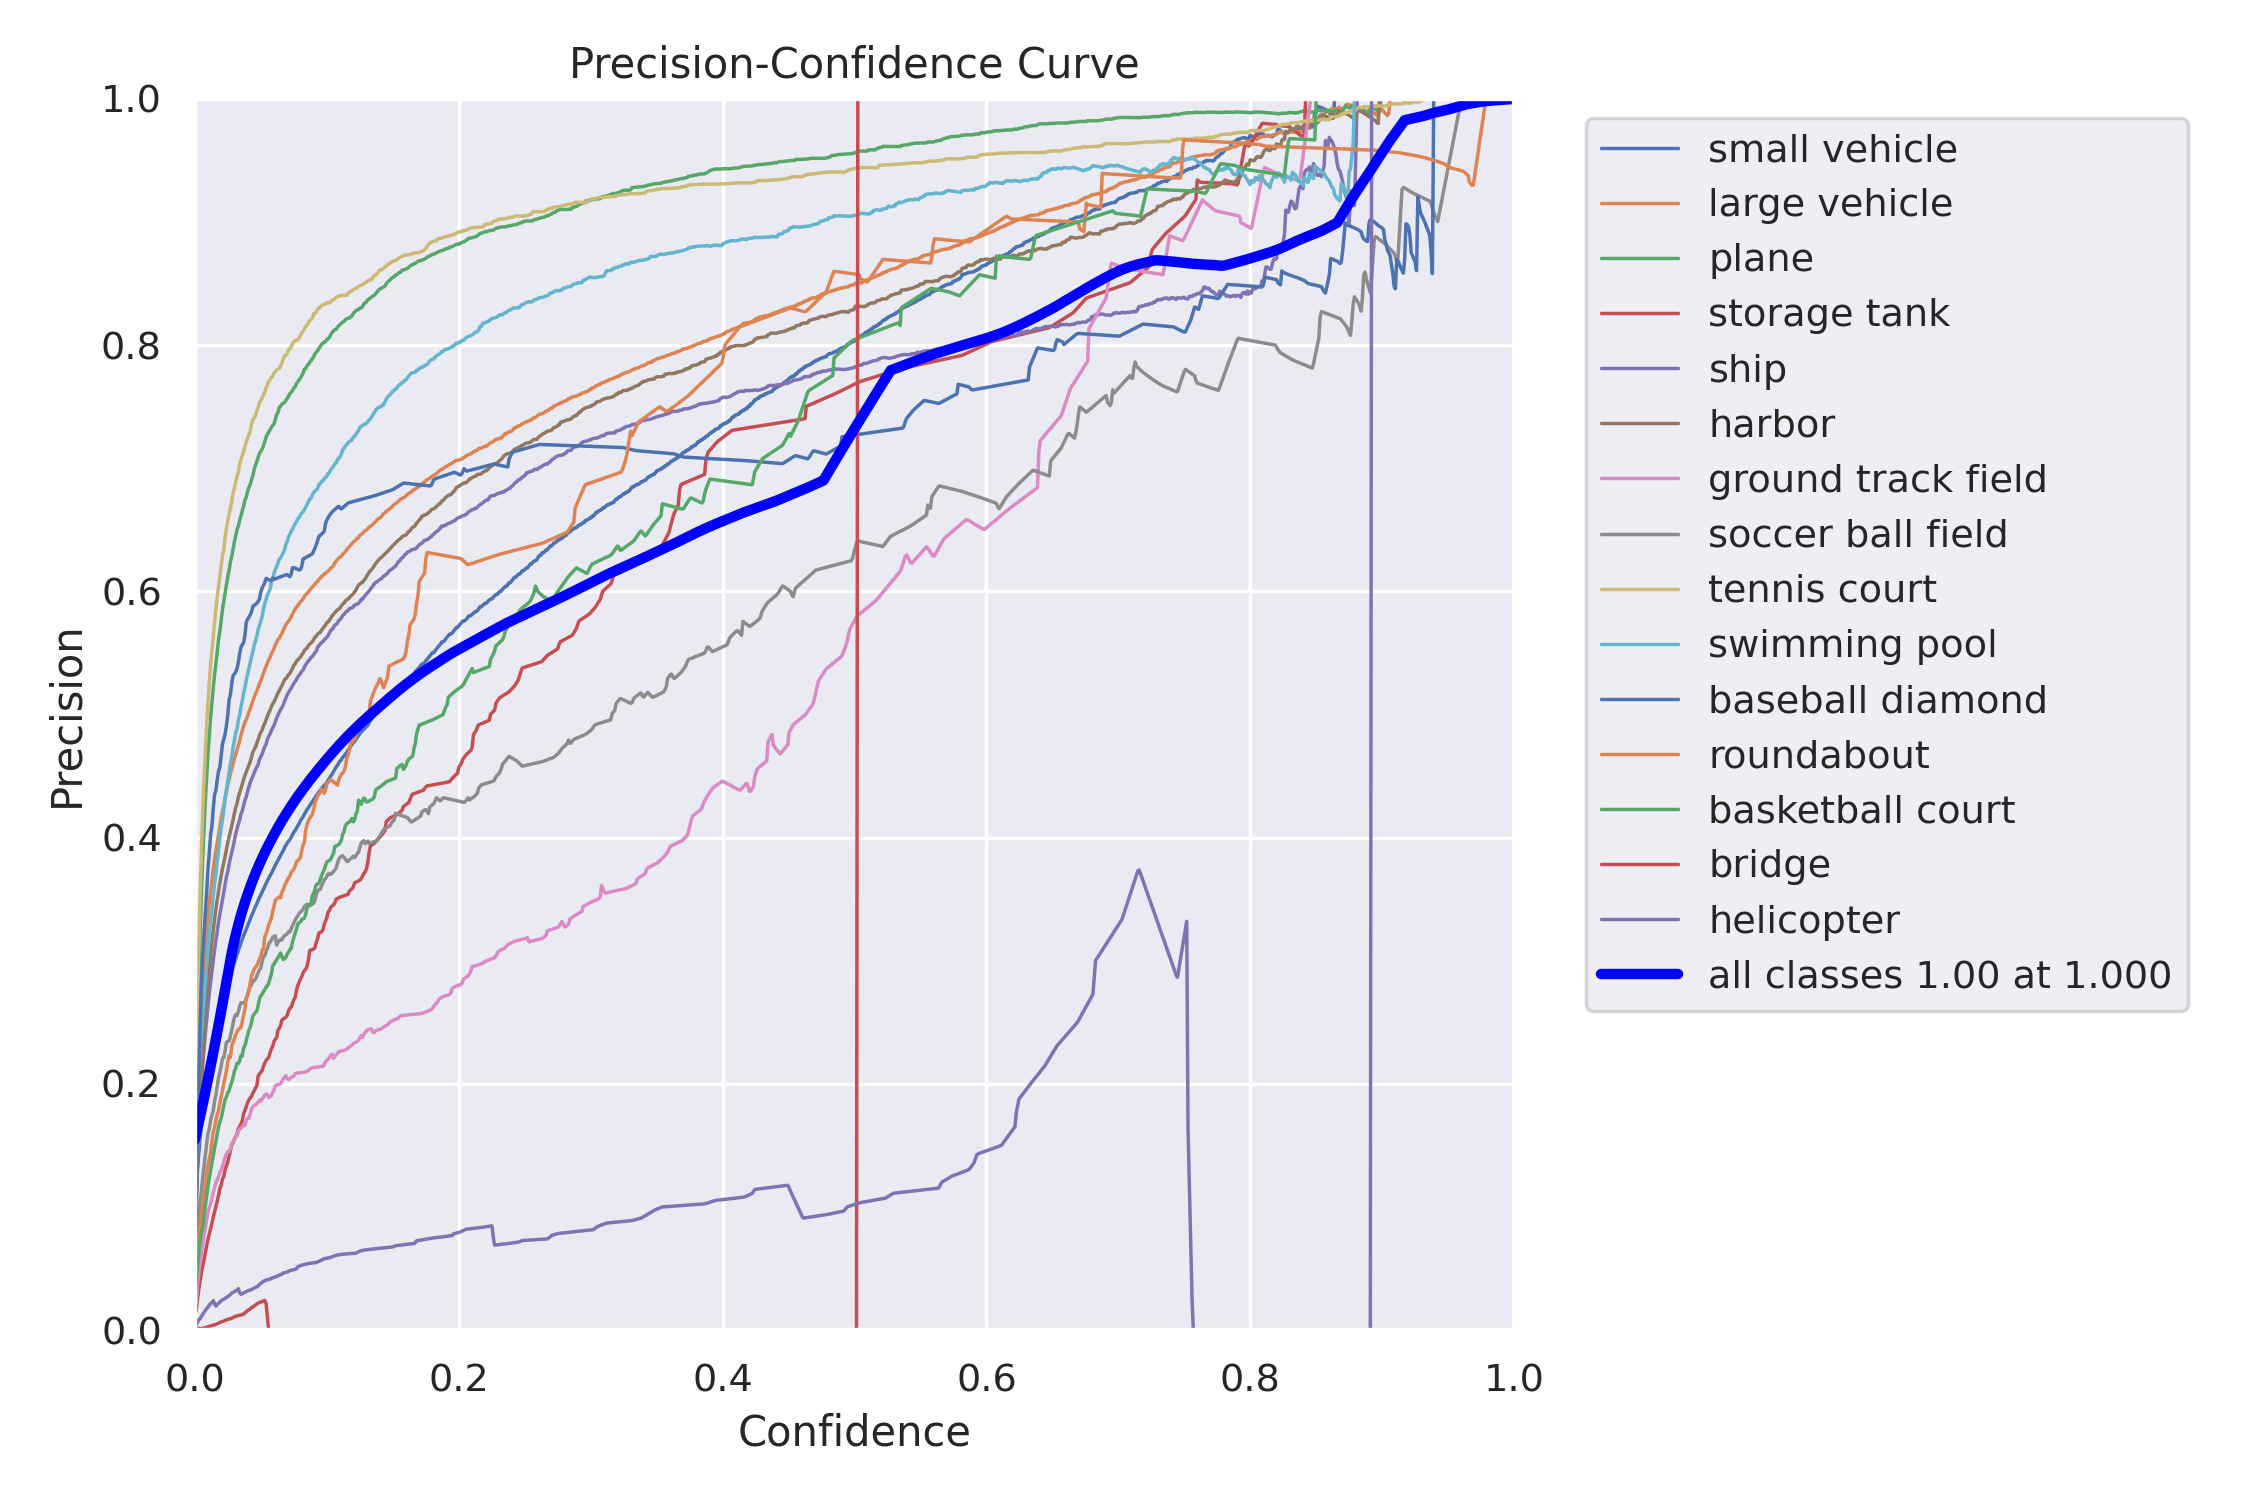 Precision-Confidence Curve
1.0
0.8
0.6
0.4
0.2
0.0
Precision
0.0 0.2 0.4 0.6 0.8 1.0
Confidence
small vehicle
large vehicle
plane
storage tank
ship
harbor
ground track field
soccer ball field
tennis court
swimming pool
baseball diamond
roundabout
basketball court
bridge
helicopter
all classes 1.00 at 1.000